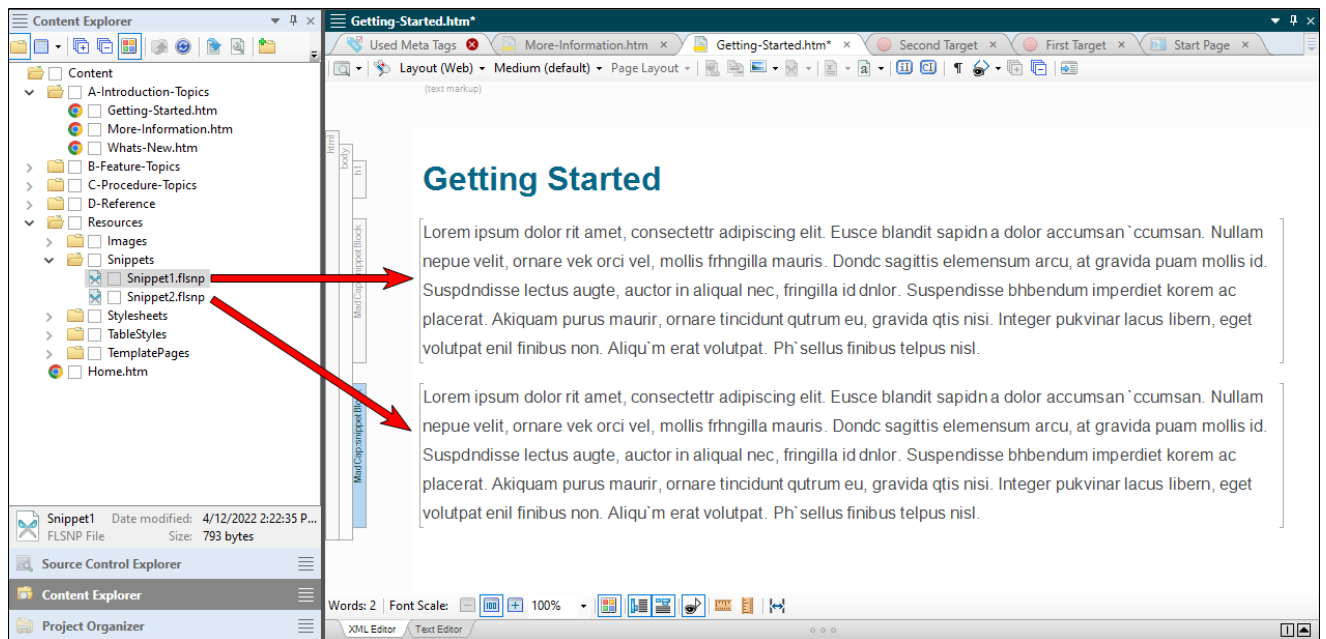 Content Explorer
Content
A-Introduction-Topics
Getting-Started.htm
More-Information.htm
Whats-New.htm
B-Feature-Topics
C-Procedure-Topics
D-Reference
Resources
Images
Snippets
Snippet1.flsnp
Snippet2.flsnp
Stylesheets
TableStyles
TemplatePages
Home.htm
Snippet1 Date modified: 4/12/2022 2:22:35 P...
FLSNP File Size: 793 bytes
Source Control Explorer
Content Explorer
Project Organizer
Getting-Started.htm*
Used Meta Tags More-Information.htm × Getting-Started.htm* × Second Target × First Target × Start Page ×
Layout (Web) Medium (default) Page Layout
(text markup)
html
body
h1
Getting Started
MadCap:snippetBlock
Lorem ipsum dolor rit amet, consectettr adipiscing elit. Eusce blandit sapidn a dolor accumsan `ccumsan. Nullam
nepue velit, ornare vek orci vel, mollis frhngilla mauris. Dondc sagittis elemensum arcu, at gravida puam mollis id.
Suspdndisse lectus augte, auctor in aliqual nec, fringilla id dnlor. Suspendisse bhbendum imperdiet korem ac
placerat. Akiquam purus maurir, ornare tincidunt qutrum eu, gravida qtis nisi. Integer pukvinar lacus libern, eget
volutpat enil finibus non. Aliqu`m erat volutpat. Ph`sellus finibus telpus nisl.
MadCap:snippetBlock
Lorem ipsum dolor rit amet, consectettr adipiscing elit. Eusce blandit sapidn a dolor accumsan `ccumsan. Nullam
nepue velit, ornare vek orci vel, mollis frhngilla mauris. Dondc sagittis elemensum arcu, at gravida puam mollis id.
Suspdndisse lectus augte, auctor in aliqual nec, fringilla id dnlor. Suspendisse bhbendum imperdiet korem ac
placerat. Akiquam purus maurir, ornare tincidunt qutrum eu, gravida qtis nisi. Integer pukvinar lacus libern, eget
volutpat enil finibus non. Aliqu`m erat volutpat. Ph`sellus finibus telpus nisl.
Words: 2 Font Scale: 100 100%
XML Editor Text Editor